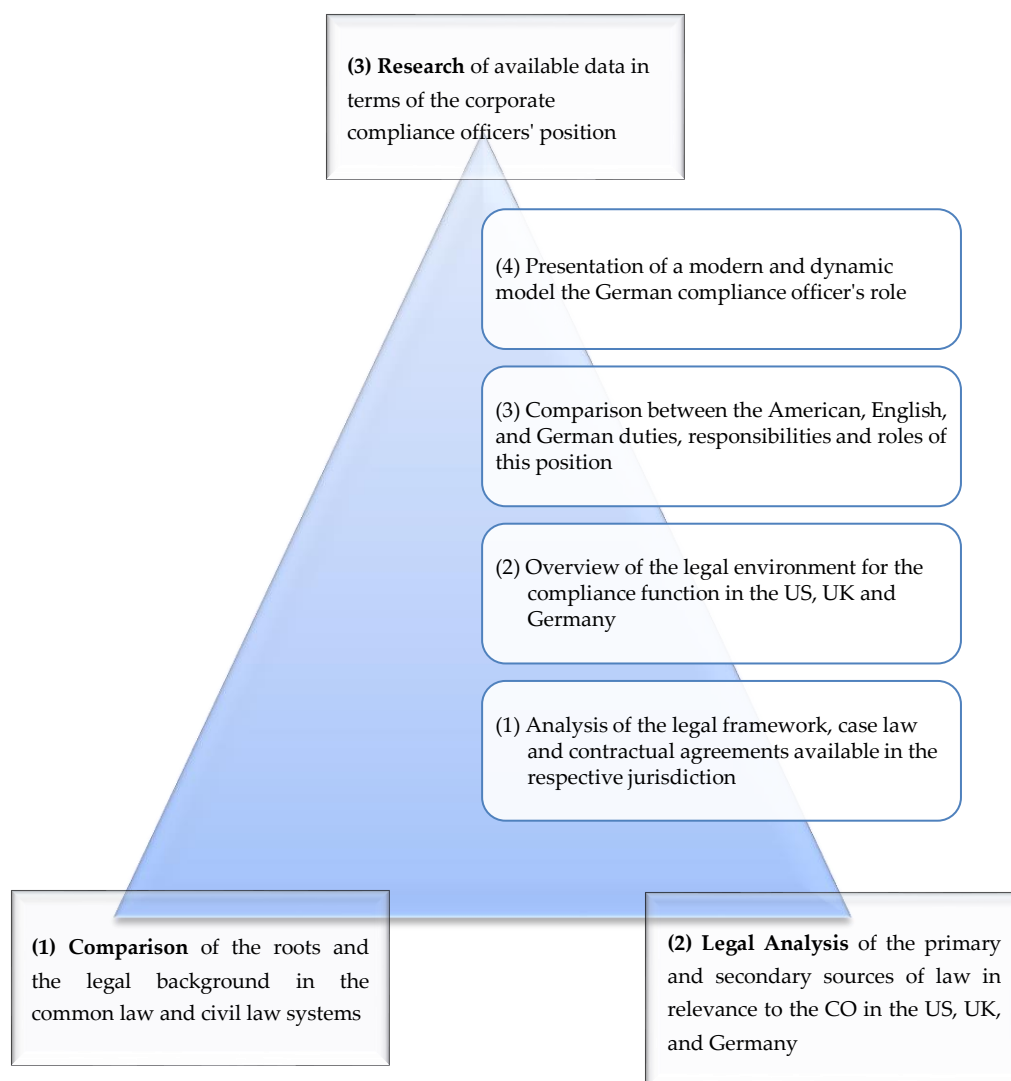 (3) Research of available data in
terms of the corporate
compliance officers' position
(4) Presentation of a modern and dynamic
model the German compliance officer's role
(3) Comparison between the American, English,
and German duties, responsibilities and roles of
this position
(2) Overview of the legal environment for the
compliance function in the US, UK and
Germany
(1) Analysis of the legal framework, case law
and contractual agreements available in the
respective jurisdiction
(1) Comparison of the roots and
the legal background in the
common law and civil law systems
(2) Legal Analysis of the primary
and secondary sources of law in
relevance to the CO in the US, UK,
and Germany